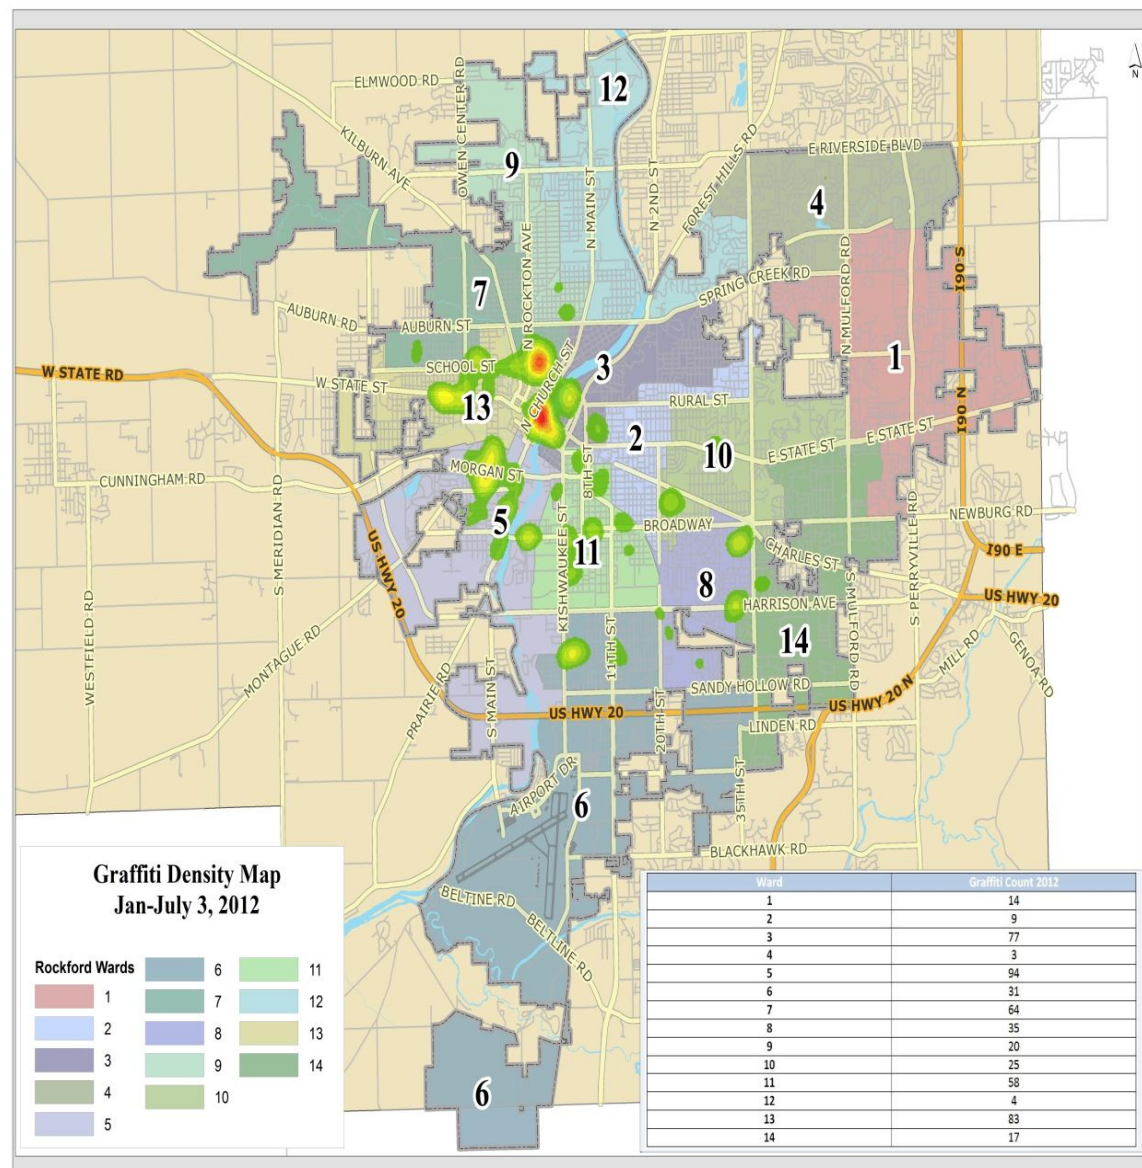 N
ELMWOOD RD
OWEN CENTER RD
12
KILBURN AVE
9
E RIVERSIDE BLVD
N MAIN ST
N 2ND ST
FOREST HILLS RD
4
N ROCKTON AVE
N MULFORD RD
I90 S
7
SPRING CREEK RD
AUBURN RD
AUBURN ST
W STATE RD
SCHOOL ST
N CHURCH ST
3
1
W STATE ST
13
RURAL ST
I90 N
2
E STATE ST
E STATE ST
10
CUNNINGHAM RD
MORGAN ST
8TH ST
S MERIDIAN RD
5
BROADWAY
NEWBURG RD
KISHWAUKEE ST
11
CHARLES ST
I90 E
US HWY 20
8
HARRISON AVE
US HWY 20
S PERRYVILLE RD
S MULFORD RD
WESTFIELD RD
MONTAGUE RD
14
11TH ST
MILL RD
GENOA RD
PRAIRIE RD
S MAIN ST
SANDY HOLLOW RD
US HWY 20
US HWY 20 N
20TH ST
LINDEN RD
AIRPORT DR
35TH ST
6
BLACKHAWK RD
BELTINE RD
BELTLINE RD
6
Graffiti Density Map
Jan-July 3, 2012
Rockford Wards
1
2
3
4
5
6
7
8
9
10
11
12
13
14
Ward Graffiti Count 2012
1 14
2 9
3 77
4 3
5 94
6 31
7 64
8 35
9 20
10 25
11 58
12 4
13 83
14 17